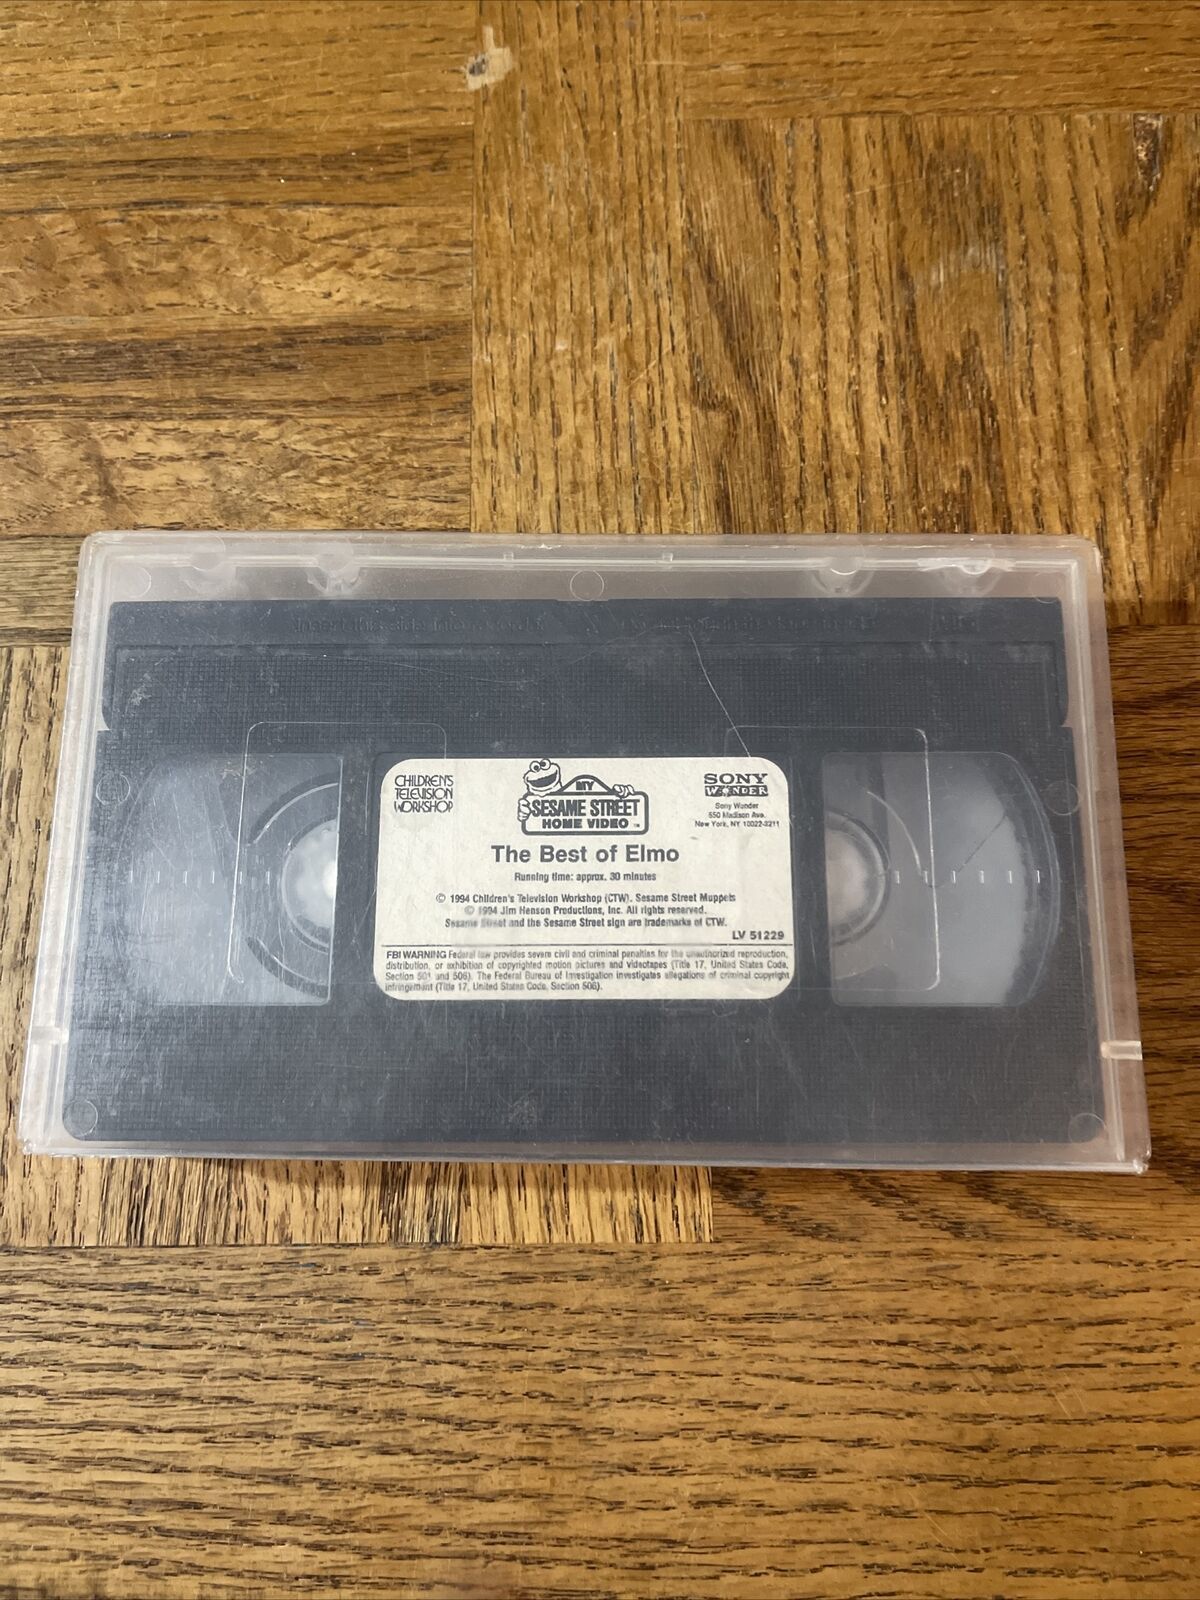 CHILDREN'S
TELEVISION
WORKSHOP
MY
SESAME STREET
HOME VIDEO ™
SONY
WONDER
Sony Wonder
550 Madison Ave.
New York, NY 10022-3211
The Best of Elmo
Running time: approx. 30 minutes
© 1994 Children's Television Workshop (CTW). Sesame Street Muppets
© 1994 Jim Henson Productions, Inc. All rights reserved.
Sesame Street and the Sesame Street sign are trademarks of CTW.
LV 51229
FBI WARNING Federal law provides severe civil and criminal penalties for the unauthorized reproduction,
distribution, or exhibition of copyrighted motion pictures and videotapes (Title 17, United States Code,
Section 501 and 506). The Federal Bureau of Investigation investigates allegations of criminal copyright
infringement (Title 17, United States Code, Section 506).